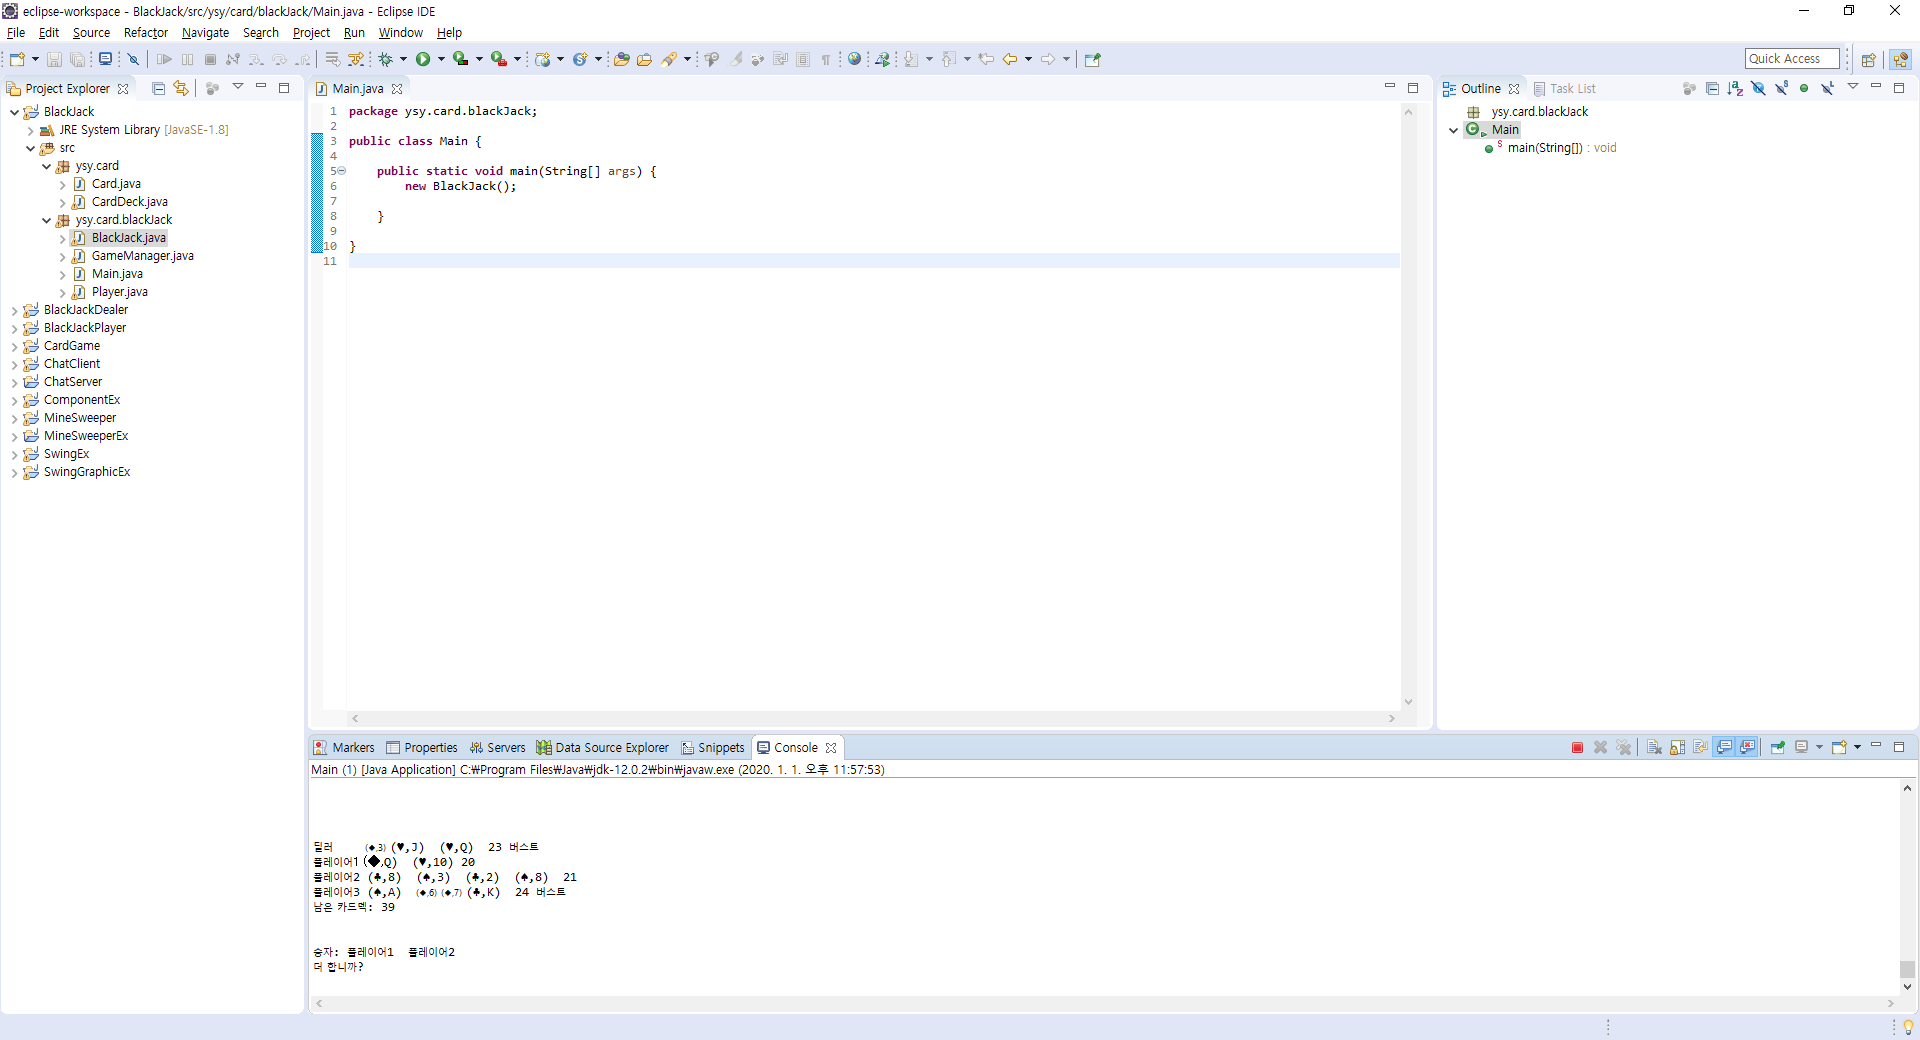 eclipse-workspace - BlackJack/src/ysy/card/blackJack/Main.java - Eclipse IDE
File Edit Source Refactor Navigate Search Project Run Window Help
Quick Access
Project Explorer
BlackJack
JRE System Library [JavaSE-1.8]
src
ysy.card
Card.java
CardDeck.java
ysy.card.blackJack
BlackJack.java
GameManager.java
Main.java
Player.java
BlackJackDealer
BlackJackPlayer
CardGame
ChatClient
ChatServer
ComponentEx
MineSweeper
MineSweeperEx
SwingEx
SwingGraphicEx
Main.java
1 package ysy.card.blackJack;
2
3 public class Main {
4
5 public static void main(String[] args) {
6 new BlackJack();
7
8 }
9
10 }
11
Outline Task List
ysy.card.blackJack
Main
main(String[]) : void
Markers Properties Servers Data Source Explorer Snippets Console
Main (1) [Java Application] C:₩Program Files₩Java₩jdk-12.0.2₩bin₩javaw.exe (2020. 1. 1. 오후 11:57:53)
딜러 (◆,3) (♥,J) (♥,Q) 23 버스트
플레이어1 (◆,Q) (♥,10) 20
플레이어2 (♣,8) (♠,3) (♣,2) (♠,8) 21
플레이어3 (♠,A) (◆,6) (◆,7) (♣,K) 24 버스트
남은 카드덱: 39
승자: 플레이어1 플레이어2
더 합니까?